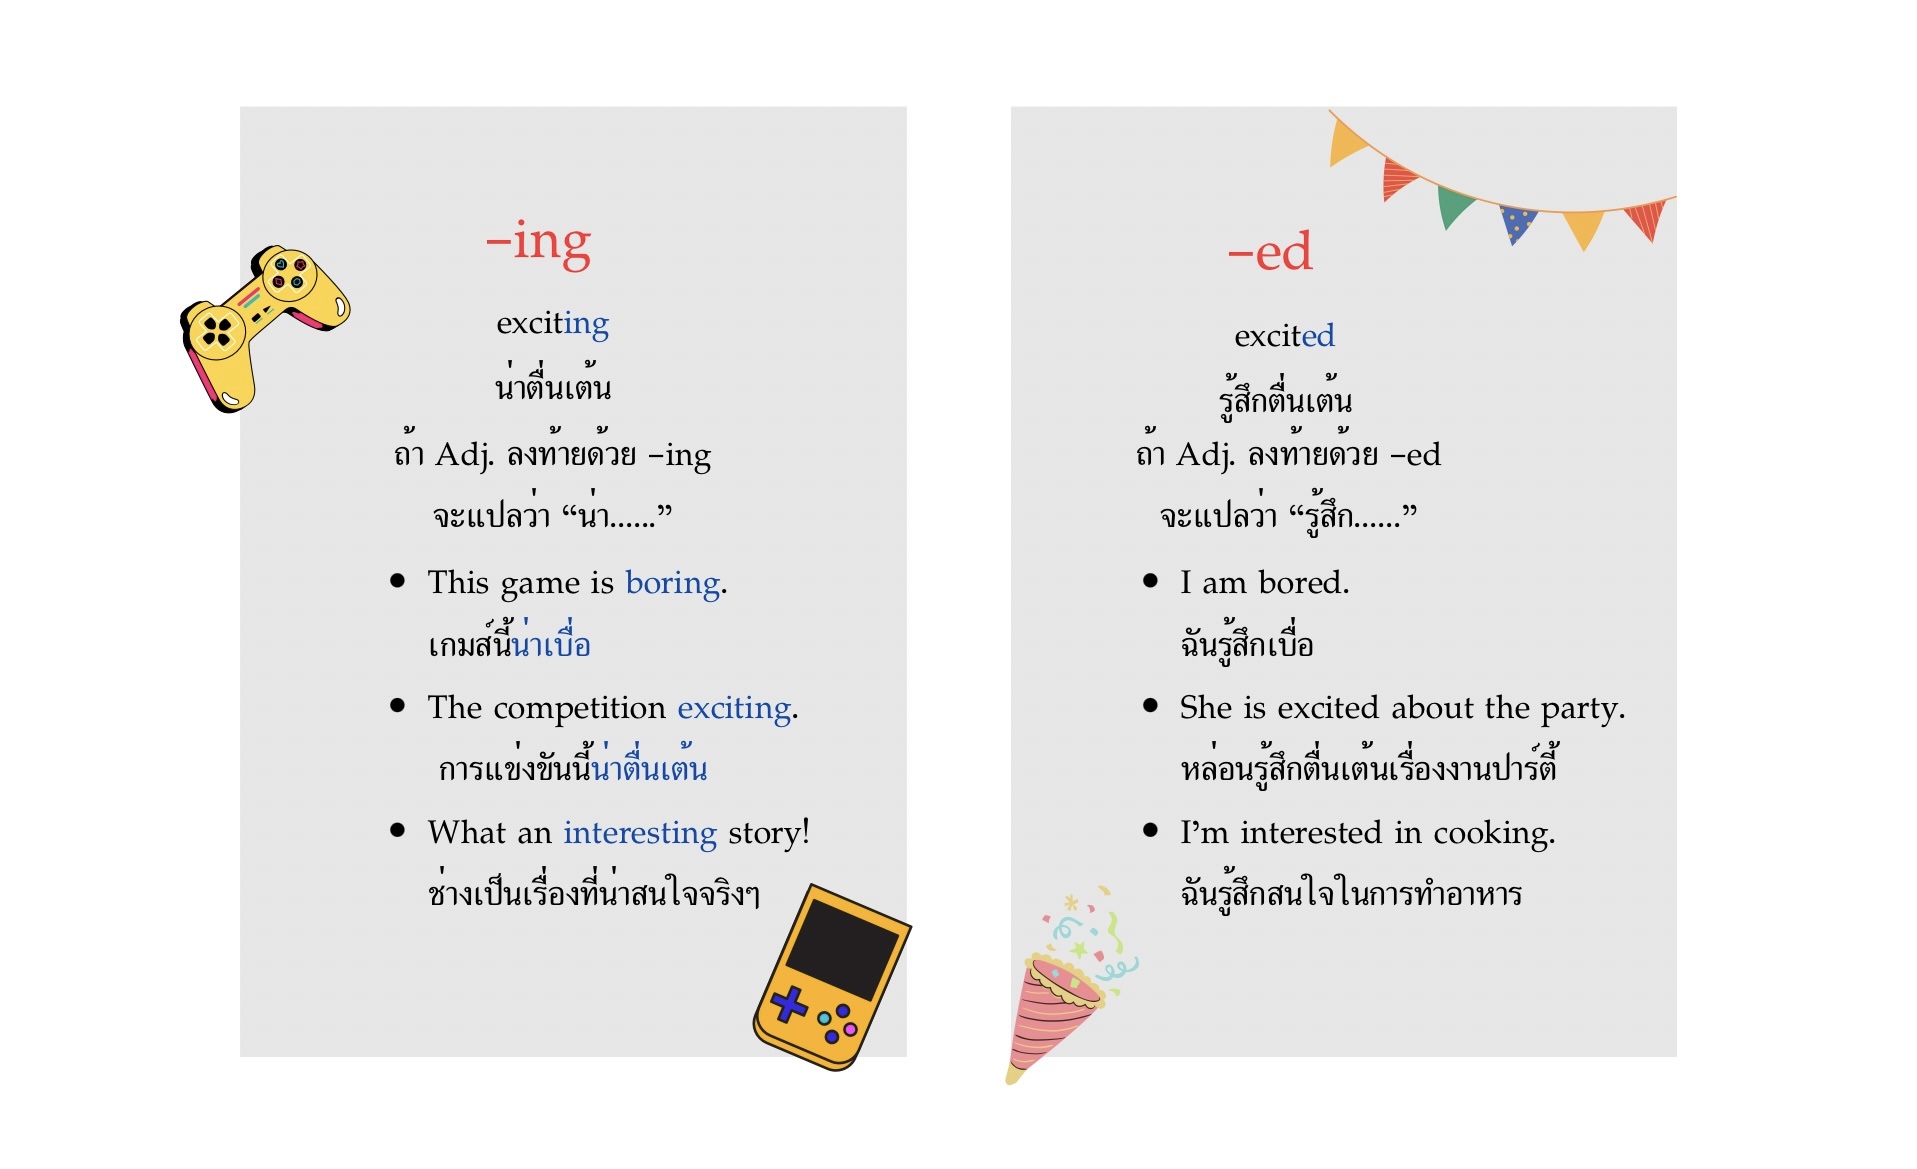 –ing
exciting
น่าตื่นเต้น
ถ้า Adj. ลงท้ายด้วย –ing
จะแปลว่า “น่า......”
• This game is boring.
เกมส์นี้น่าเบื่อ
• The competition exciting.
การแข่งขันนี้น่าตื่นเต้น
• What an interesting story!
ช่างเป็นเรื่องที่น่าสนใจจริงๆ
–ed
excited
รู้สึกตื่นเต้น
ถ้า Adj. ลงท้ายด้วย –ed
จะแปลว่า “รู้สึก......”
• I am bored.
ฉันรู้สึกเบื่อ
• She is excited about the party.
หล่อนรู้สึกตื่นเต้นเรื่องงานปาร์ตี้
• I’m interested in cooking.
ฉันรู้สึกสนใจในการทำอาหาร